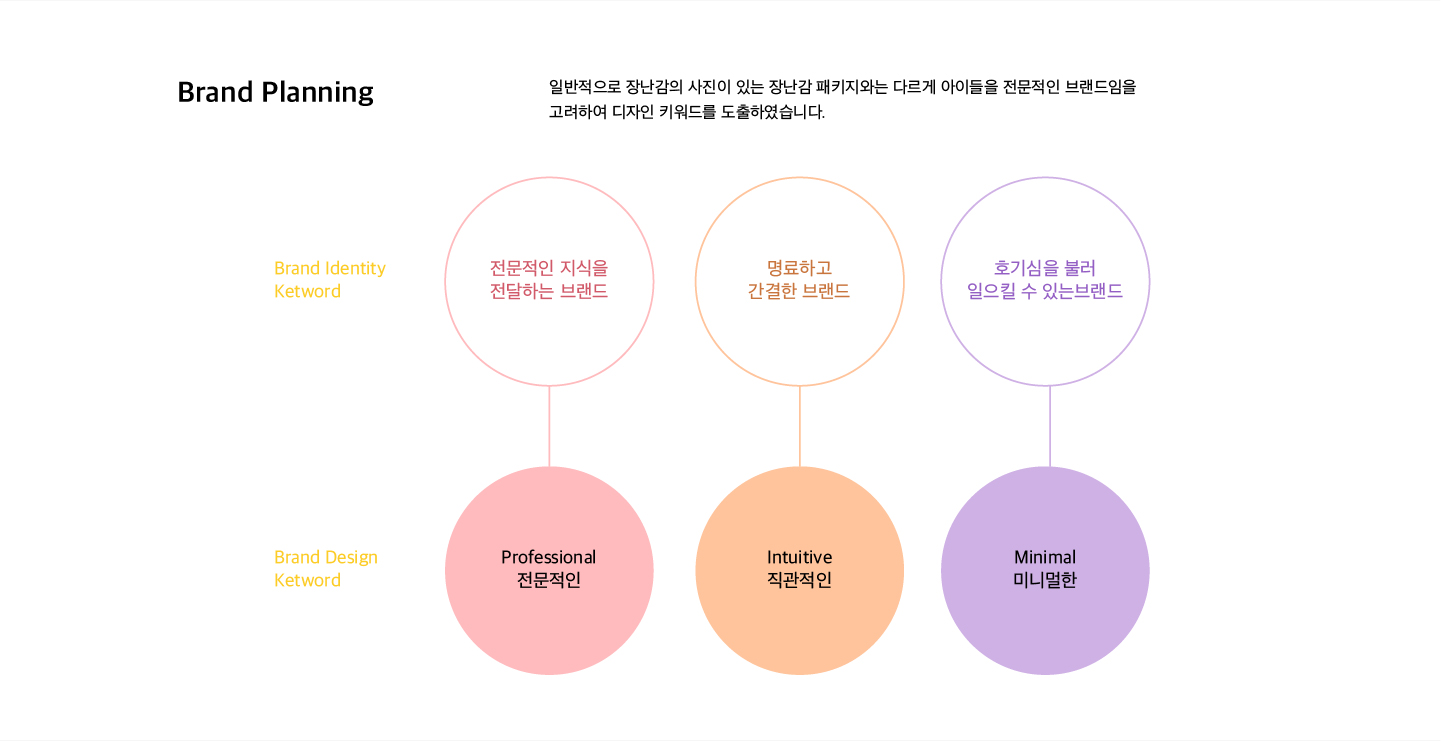 Brand Planning
일반적으로 장난감의 사진이 있는 장난감 패키지와는 다르게 아이들을 전문적인 브랜드임을
고려하여 디자인 키워드를 도출하였습니다.
Brand Identity
Ketword
전문적인 지식을
전달하는 브랜드
명료하고
간결한 브랜드
호기심을 불러
일으킬 수 있는브랜드
Brand Design
Ketword
Professional
전문적인
Intuitive
직관적인
Minimal
미니멀한